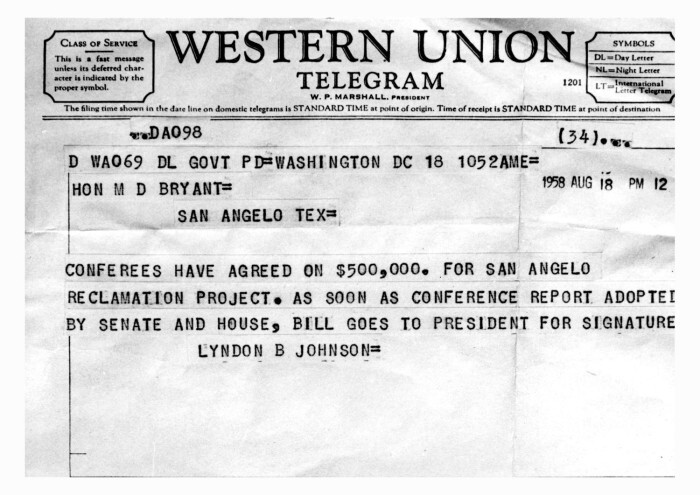 CLASS OF SERVICE
This is a fast message
unless its deferred char-
acter is indicated by the
proper symbol.
WESTERN UNION
TELEGRAM
W. P. MARSHALL, PRESIDENT
1201
SYMBOLS
DL=Day Letter
NL=Night Letter
LT=International Letter Telegram
The filing time shown in the date line on domestic telegrams is STANDARD TIME at point of origin. Time of receipt is STANDARD TIME at point of destination
DA098
(34).
D WA069 DL GOVT PD=WASHINGTON DC 18 1052AME=
1958 AUG 18 PM 12
HON M D BRYANT=
SAN ANGELO TEX=
CONFEREES HAVE AGREED ON $500,000. FOR SAN ANGELO
RECLAMATION PROJECT. AS SOON AS CONFERENCE REPORT ADOPTED
BY SENATE AND HOUSE, BILL GOES TO PRESIDENT FOR SIGNATURE
LYNDON B JOHNSON=